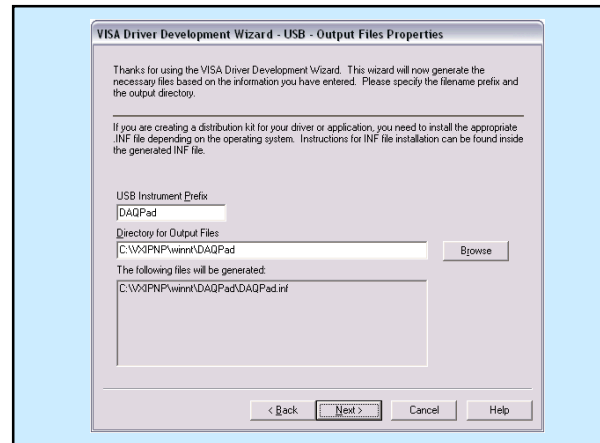 VISA Driver Development Wizard - USB - Output Files Properties
Thanks for using the VISA Driver Development Wizard. This wizard will now generate the
necessary files based on the information you have entered. Please specify the filename prefix and
the output directory.
If you are creating a distribution kit for your driver or application, you need to install the appropriate
.INF file depending on the operating system. Instructions for INF file installation can be found inside
the generated INF file.
USB Instrument Prefix
DAQPad
Directory for Output Files
C:\VXIPNP\winnt\DAQPad
Browse
The following files will be generated:
C:\VXIPNP\winnt\DAQPad\DAQPad.inf
< Back
Next >
Cancel
Help